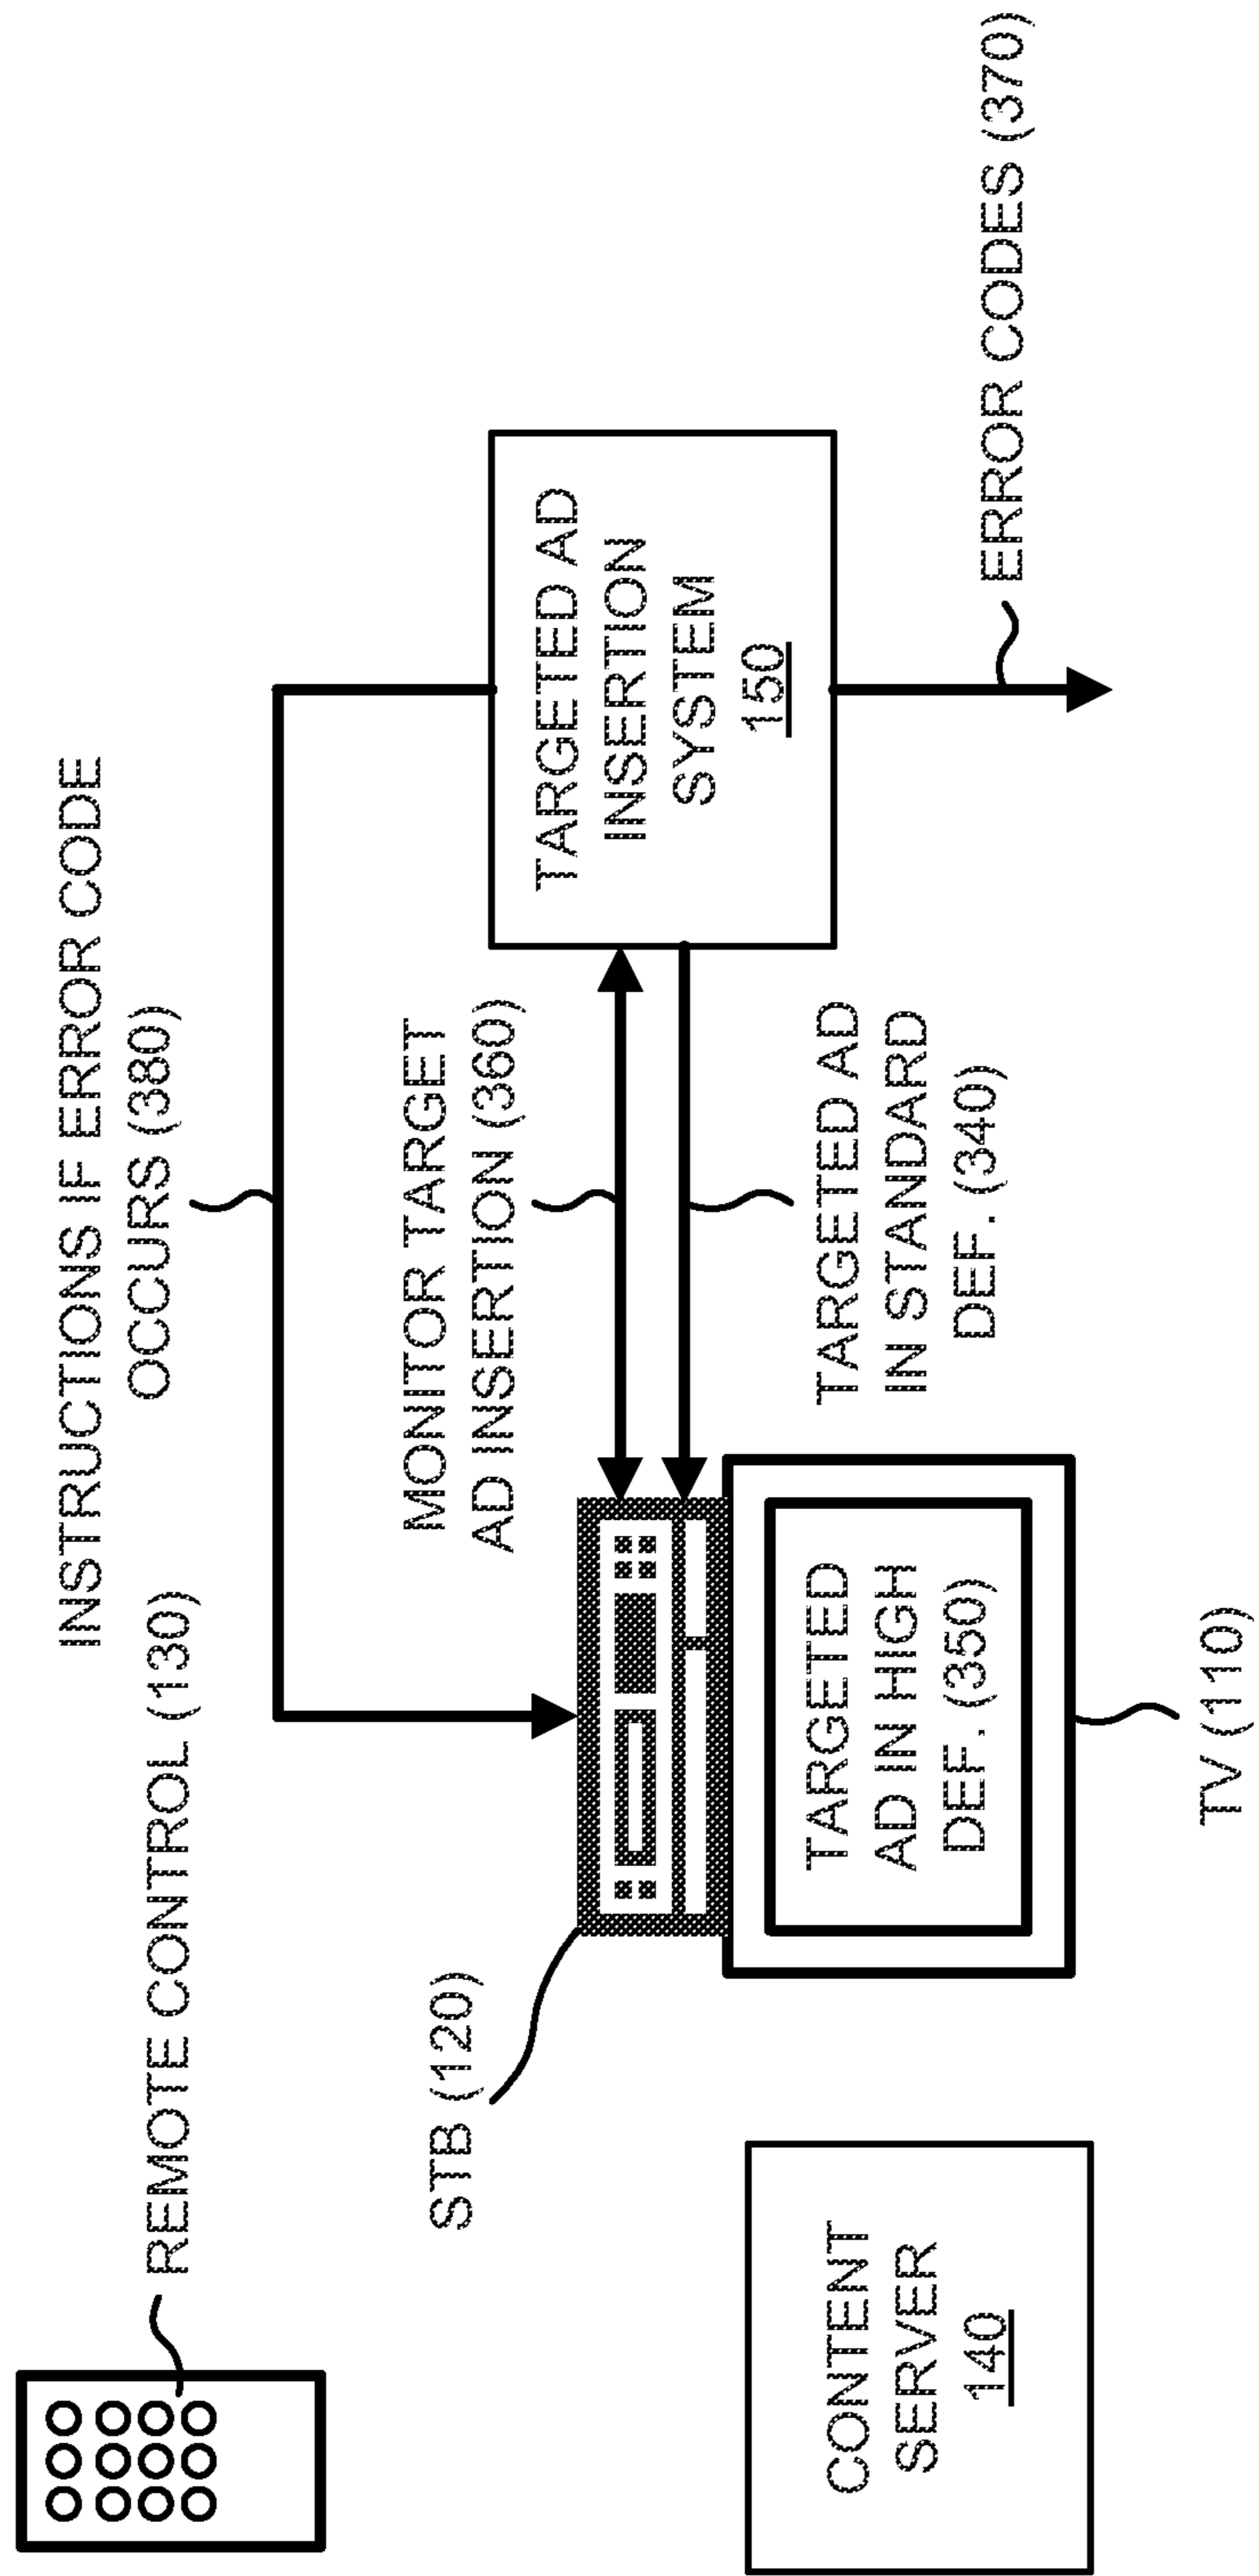 REMOTE CONTROL (130)
INSTRUCTIONS IF ERROR CODE
OCCURS (380)
STB (120)
MONITOR TARGET
AD INSERTION (360)
TARGETED AD
INSERTION
SYSTEM
150
CONTENT
SERVER
140
TARGETED
AD IN HIGH
DEF. (350)
TARGETED AD
IN STANDARD
DEF. (340)
ERROR CODES (370)
TV (110)